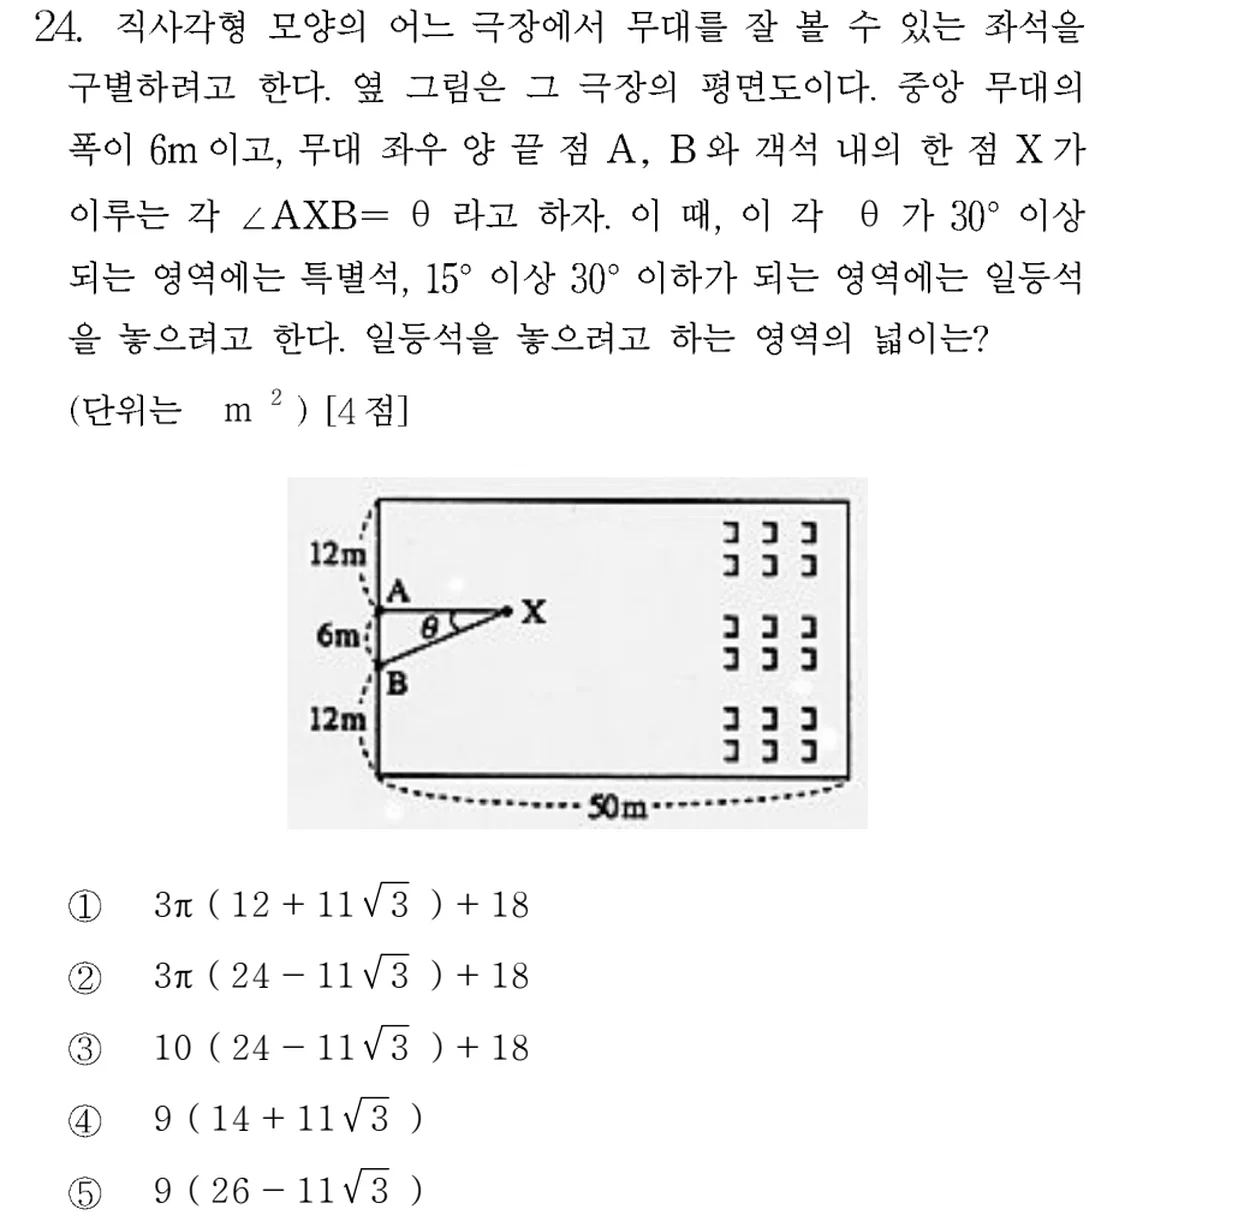 24. 직사각형 모양의 어느 극장에서 무대를 잘 볼 수 있는 좌석을
구별하려고 한다. 옆 그림은 그 극장의 평면도이다. 중앙 무대의
폭이 6m 이고, 무대 좌우 양 끝 점 A, B 와 객석 내의 한 점 X 가
이루는 각 ∠AXB= θ 라고 하자. 이 때, 이 각 θ 가 30° 이상
되는 영역에는 특별석, 15° 이상 30° 이하가 되는 영역에는 일등석
을 놓으려고 한다. 일등석을 놓으려고 하는 영역의 넓이는?
(단위는 m ² ) [4 점]
12m
A
X
6m
θ
B
12m
50m
① 3π ( 12 + 11√3 ) + 18
② 3π ( 24 − 11√3 ) + 18
③ 10 ( 24 − 11√3 ) + 18
④ 9 ( 14 + 11√3 )
⑤ 9 ( 26 − 11√3 )